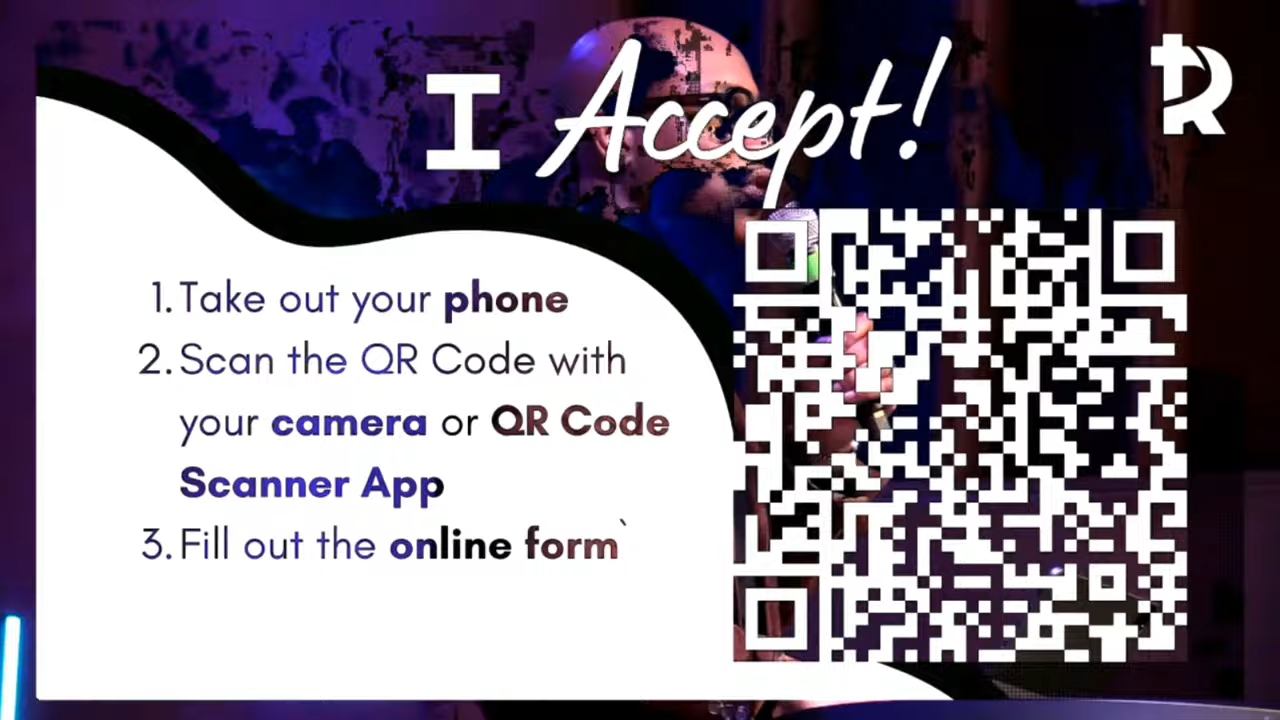 I Accept!
1. Take out your phone
2. Scan the QR Code with
your camera or QR Code
Scanner App
3. Fill out the online form`